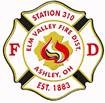 STATION 310
F D
ELM VALLEY FIRE DIST.
ASHLEY, OH
EST. 1883